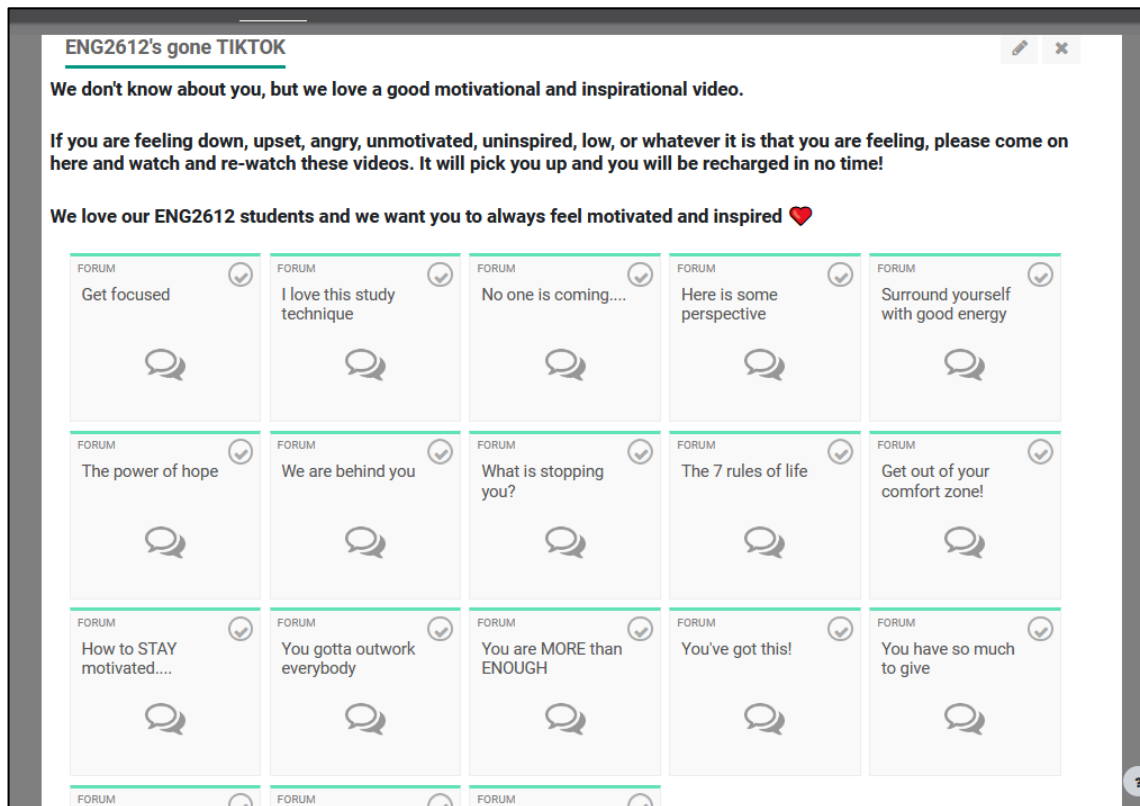 ENG2612's gone TIKTOK
We don't know about you, but we love a good motivational and inspirational video.
If you are feeling down, upset, angry, unmotivated, uninspired, low, or whatever it is that you are feeling, please come on
here and watch and re-watch these videos. It will pick you up and you will be recharged in no time!
We love our ENG2612 students and we want you to always feel motivated and inspired ❤
FORUM
Get focused
FORUM
I love this study
technique
FORUM
No one is coming....
FORUM
Here is some
perspective
FORUM
Surround yourself
with good energy
FORUM
The power of hope
FORUM
We are behind you
FORUM
What is stopping
you?
FORUM
The 7 rules of life
FORUM
Get out of your
comfort zone!
FORUM
How to STAY
motivated....
FORUM
You gotta outwork
everybody
FORUM
You are MORE than
ENOUGH
FORUM
You've got this!
FORUM
You have so much
to give
FORUM
FORUM
FORUM
?